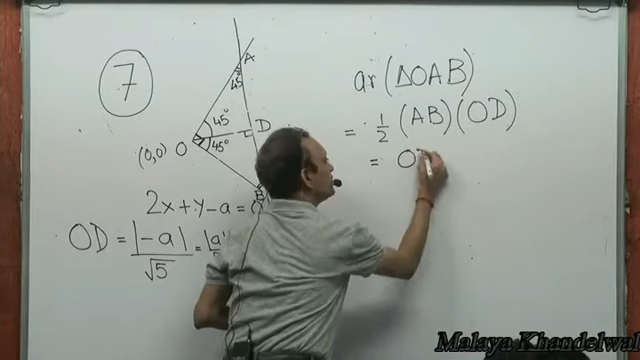 7
A
45
45°
45°
D
(0,0) O
B
2x+y-a=0
OD = |-a|/√5 = |a|
ar(ΔOAB)
= 1/2 (AB)(OD)
= O
Malaya Khandelwal